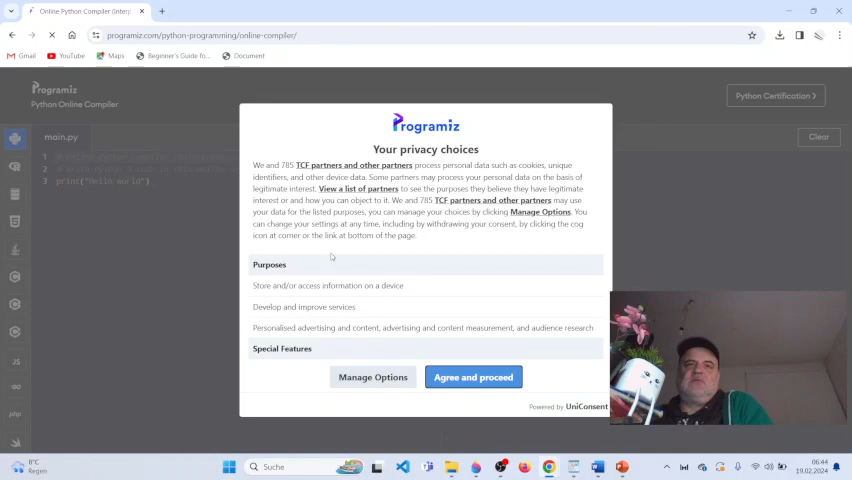 Online Python Compiler (Interp
programiz.com/python-programming/online-compiler/
Gmail YouTube Maps Beginner's Guide fo... Document
Programiz
Python Online Compiler
Python Certification >
main.py
Clear
1
2
3 print("Hello world")
JS
php
Programiz
Your privacy choices
We and 785 TCF partners and other partners process personal data such as cookies, unique
identifiers, and other device data. Some partners may process your personal data on the basis of
legitimate interest. View a list of partners to see the purposes they believe they have legitimate
interest or and how you can object to it. We and 785 TCF partners and other partners may use
your data for the listed purposes, you can manage your choices by clicking Manage Options. You
can change your settings at any time, including by withdrawing your consent, by clicking the cog
icon at corner or the link at bottom of the page.
Purposes
Store and/or access information on a device
Develop and improve services
Personalised advertising and content, advertising and content measurement, and audience research
Special Features
Manage Options Agree and proceed
Powered by UniConsent
8°C
Regen
Suche
06:44
19.02.2024